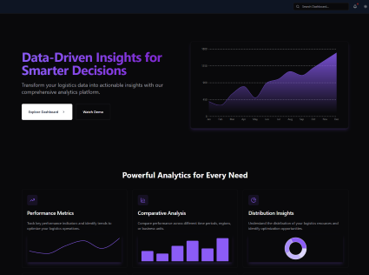 Search Dashboard...
Data-Driven Insights for
Smarter Decisions
Transform your logistics data into actionable insights with our
comprehensive analytics platform.
Explore Dashboard
Watch Demo
Powerful Analytics for Every Need
Performance Metrics
Comparative Analysis
Distribution Insights
Track key performance indicators and identify trends to
optimize your logistics operations.
Compare performance across different time periods, regions,
or business units.
Understand the distribution of your logistics resources and
identify optimization opportunities.